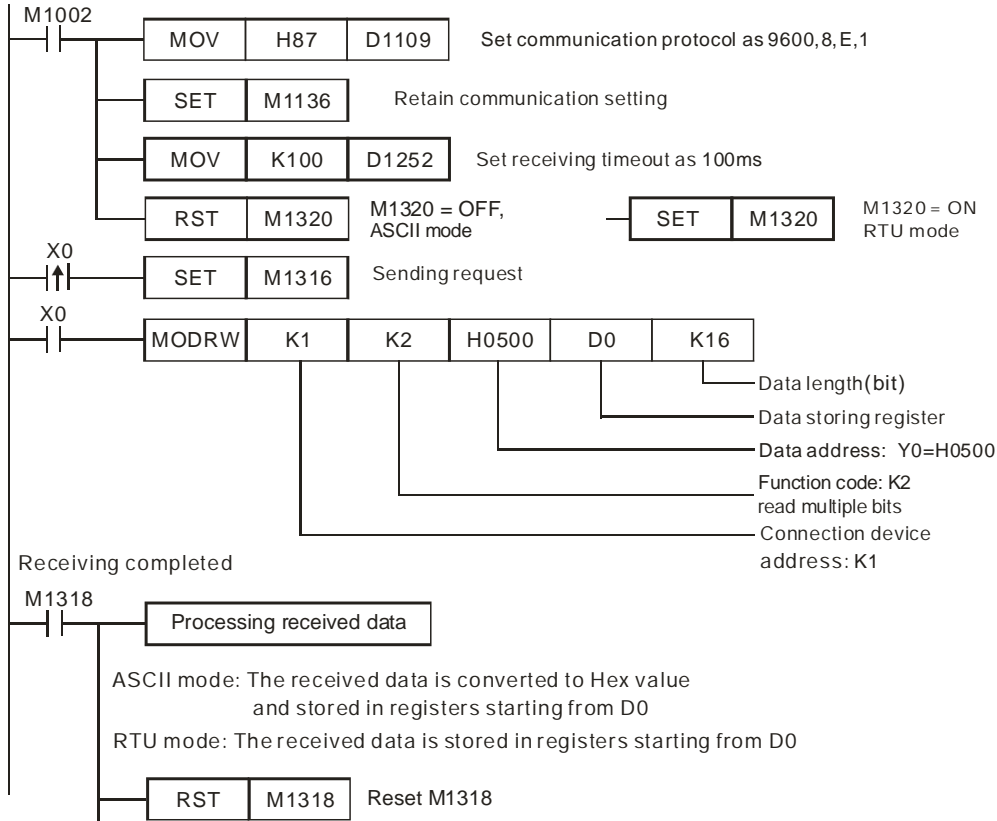 M1002
MOV H87 D1109 Set communication protocol as 9600,8,E,1
SET M1136 Retain communication setting
MOV K100 D1252 Set receiving timeout as 100ms
RST M1320 M1320 = OFF,
ASCII mode
SET M1320 M1320 = ON
RTU mode
X0
SET M1316 Sending request
X0
MODRW K1 K2 H0500 D0 K16
Data length(bit)
Data storing register
Data address: Y0=H0500
Function code: K2
read multiple bits
Connection device
address: K1
Receiving completed
M1318
Processing received data
ASCII mode: The received data is converted to Hex value
and stored in registers starting from D0
RTU mode: The received data is stored in registers starting from D0
RST M1318 Reset M1318